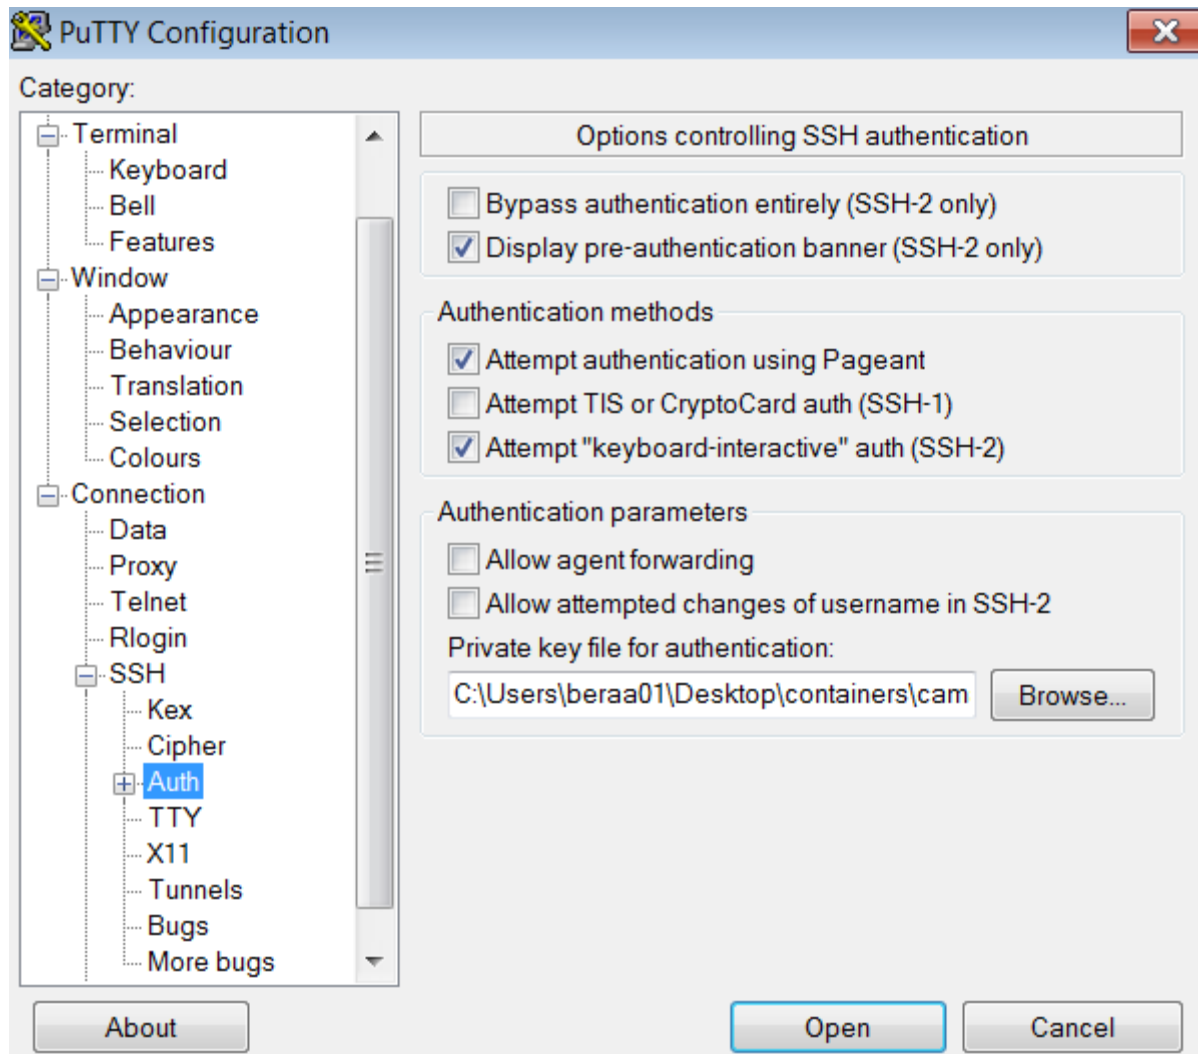 PuTTY Configuration
Category:
Terminal
Keyboard
Bell
Features
Window
Appearance
Behaviour
Translation
Selection
Colours
Connection
Data
Proxy
Telnet
Rlogin
SSH
Kex
Cipher
Auth
TTY
X11
Tunnels
Bugs
More bugs
Options controlling SSH authentication
Bypass authentication entirely (SSH-2 only)
Display pre-authentication banner (SSH-2 only)
Authentication methods
Attempt authentication using Pageant
Attempt TIS or CryptoCard auth (SSH-1)
Attempt "keyboard-interactive" auth (SSH-2)
Authentication parameters
Allow agent forwarding
Allow attempted changes of username in SSH-2
Private key file for authentication:
C:\Users\beraa01\Desktop\containers\cam
Browse...
About
Open
Cancel